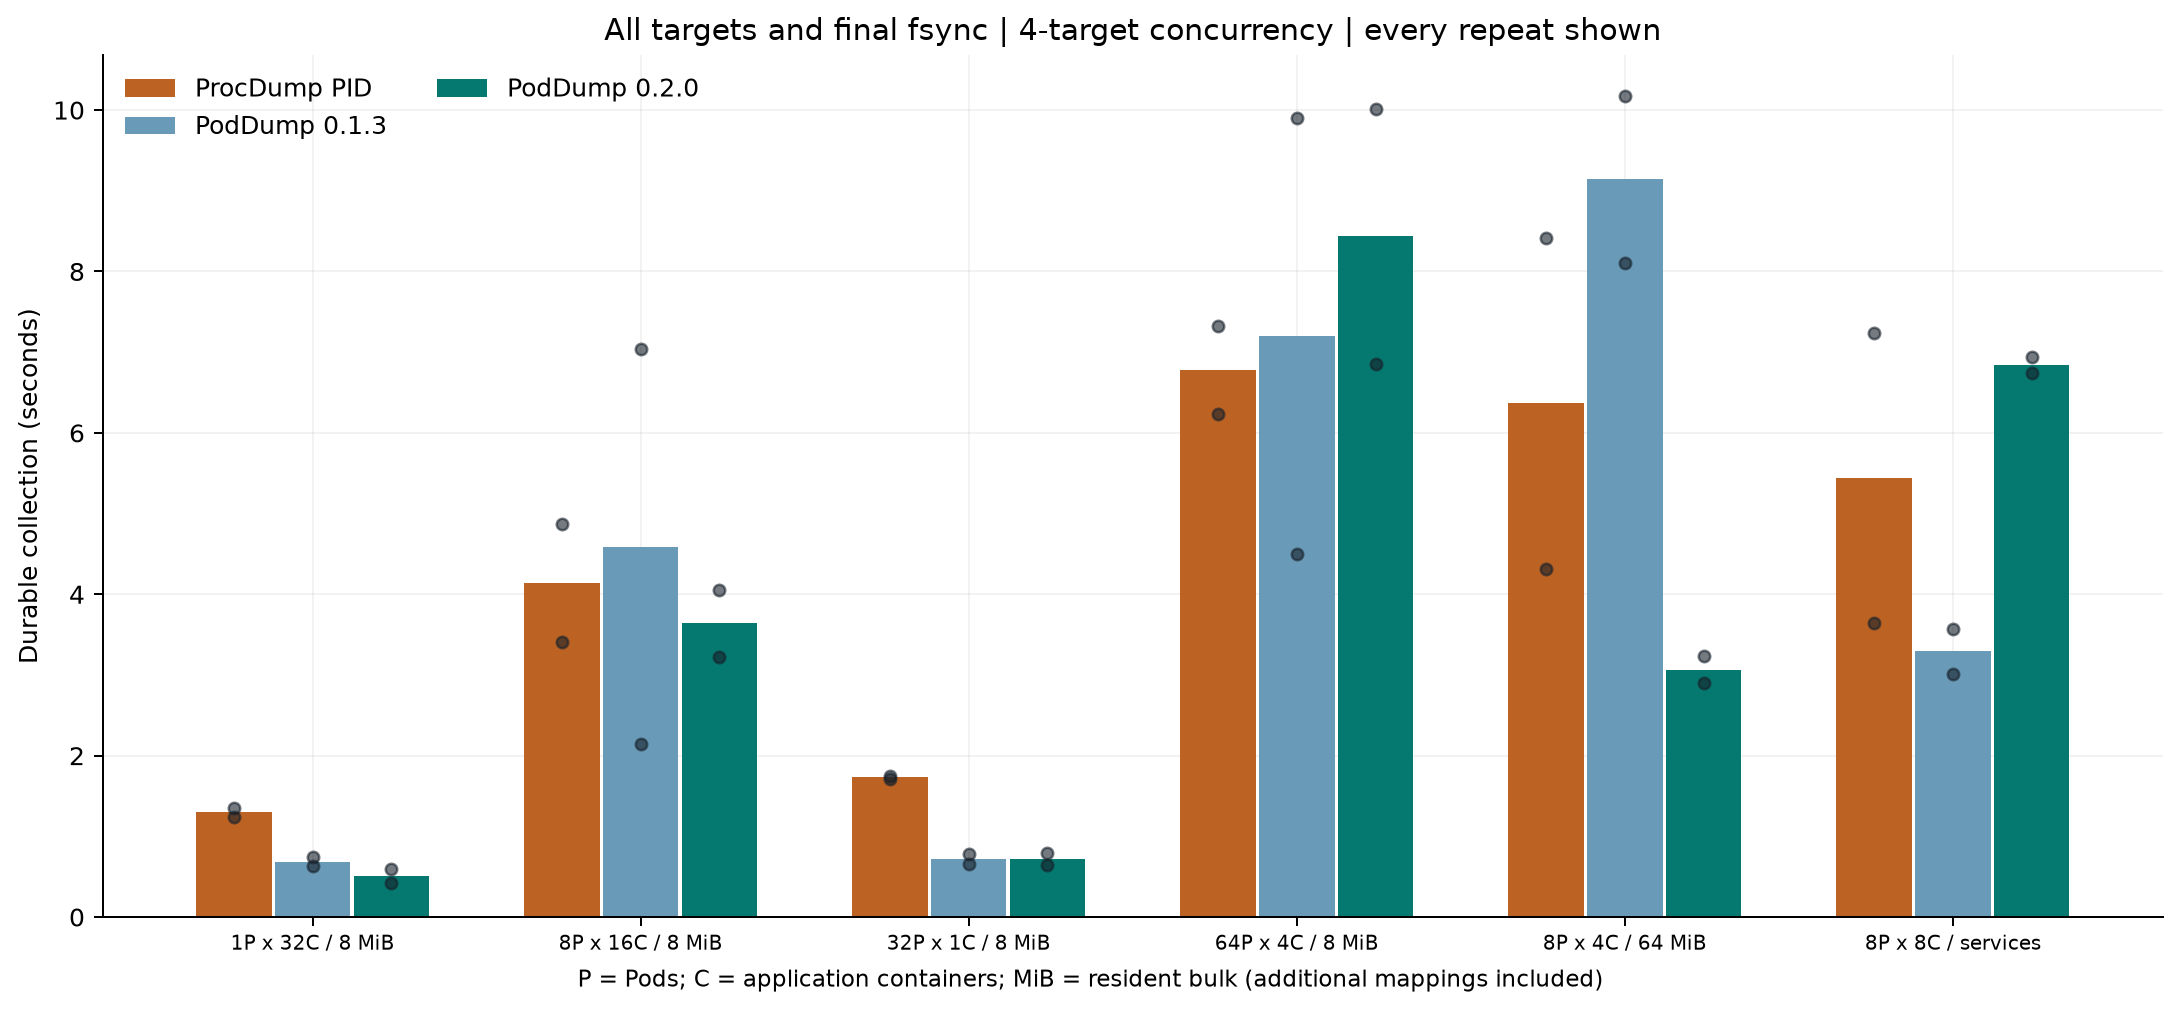 All targets and final fsync | 4-target concurrency | every repeat shown
ProcDump PID
PodDump 0.1.3
PodDump 0.2.0
Durable collection (seconds)
10
8
6
4
2
0
1P x 32C / 8 MiB
8P x 16C / 8 MiB
32P x 1C / 8 MiB
64P x 4C / 8 MiB
8P x 4C / 64 MiB
8P x 8C / services
P = Pods; C = application containers; MiB = resident bulk (additional mappings included)